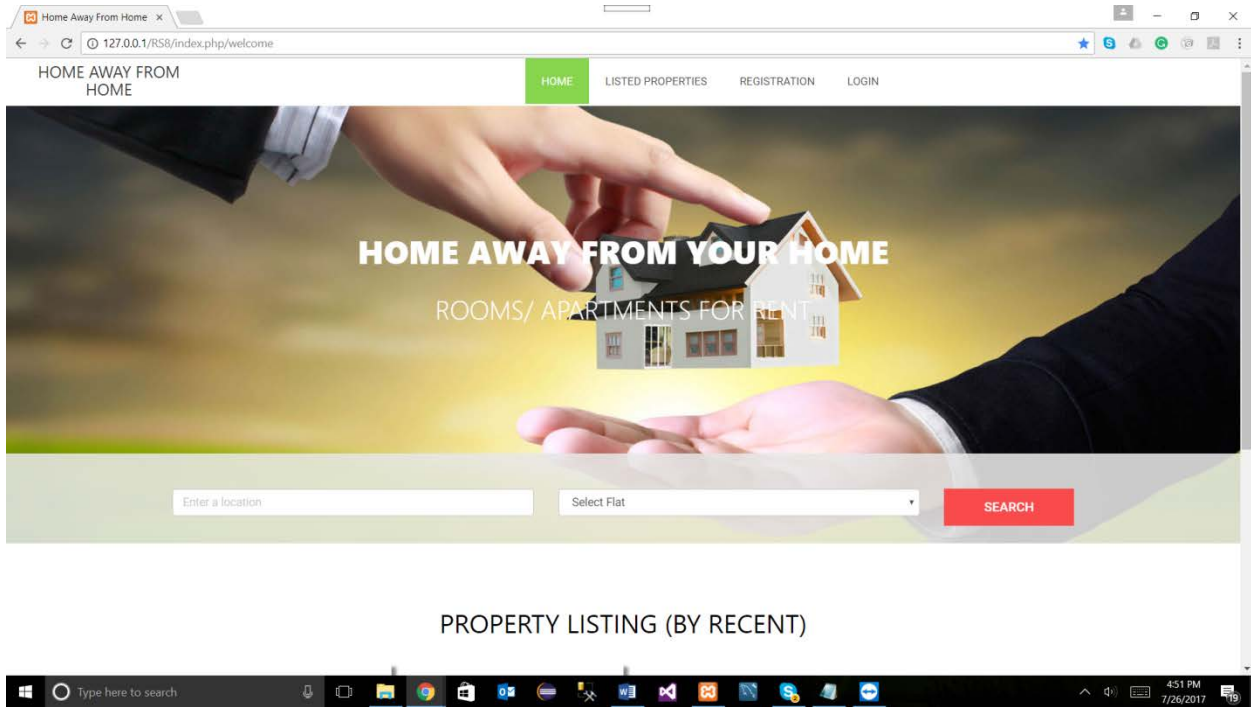 Home Away From Home
127.0.0.1/RS8/index.php/welcome
HOME AWAY FROM
HOME
HOME
LISTED PROPERTIES
REGISTRATION
LOGIN
HOME AWAY FROM YOUR HOME
ROOMS/ APARTMENTS FOR RENT
Enter a location
Select Flat
SEARCH
PROPERTY LISTING (BY RECENT)
Type here to search
4:51 PM
7/26/2017
19